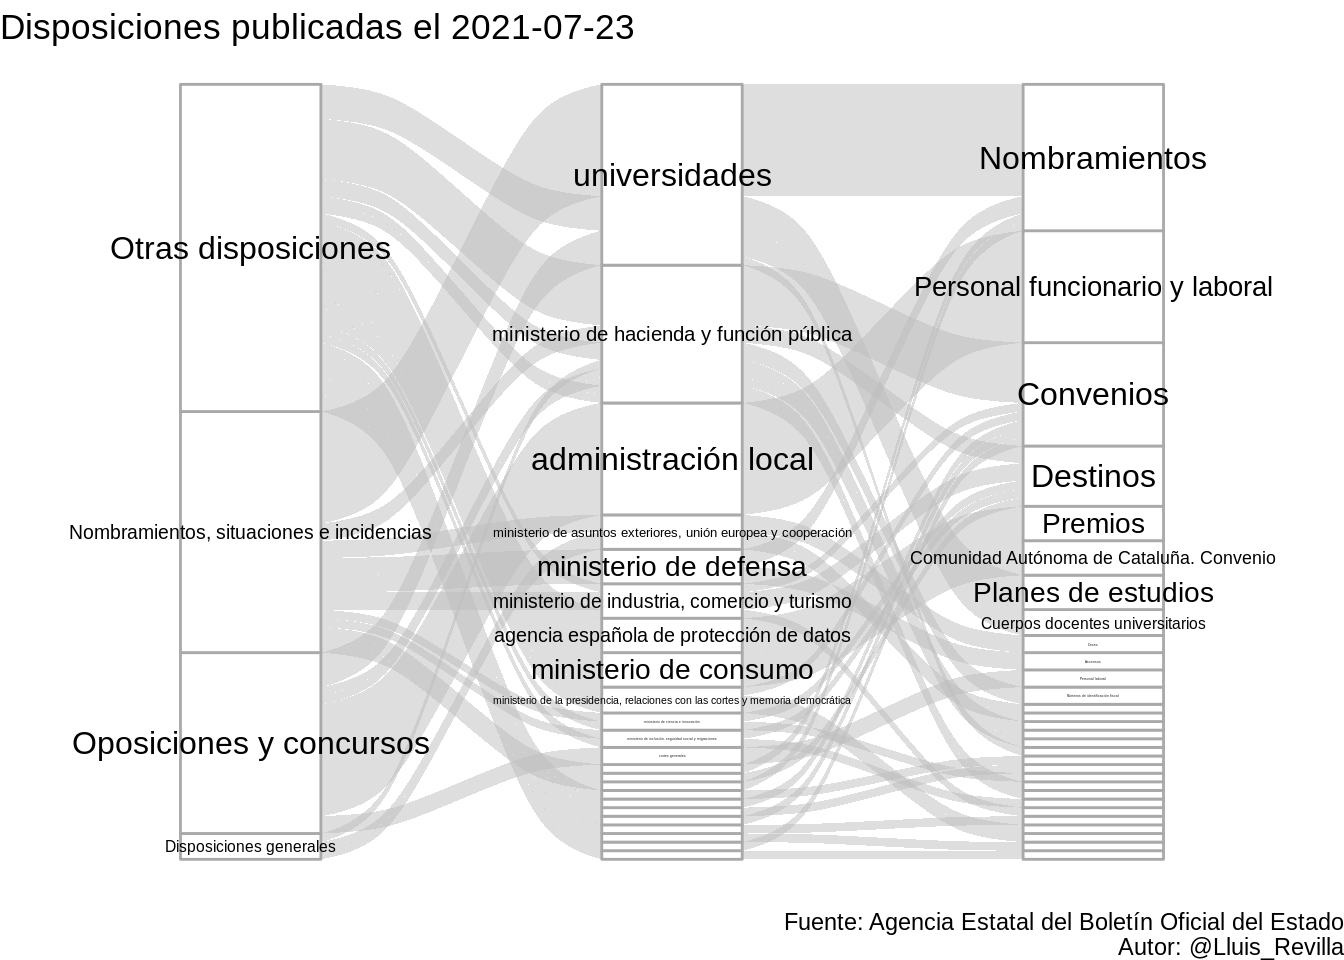 Disposiciones publicadas el 2021-07-23
Otras disposiciones
Nombramientos, situaciones e incidencias
Oposiciones y concursos
Disposiciones generales
universidades
ministerio de hacienda y función pública
administración local
ministerio de asuntos exteriores, unión europea y cooperación
ministerio de defensa
ministerio de industria, comercio y turismo
agencia española de protección de datos
ministerio de consumo
ministerio de la presidencia, relaciones con las cortes y memoria democrática
ministerio de ciencia e innovación
ministerio de inclusión, seguridad social y migraciones
cortes generales
Nombramientos
Personal funcionario y laboral
Convenios
Destinos
Premios
Comunidad Autónoma de Cataluña. Convenio
Planes de estudios
Cuerpos docentes universitarios
Ceses
Ascensos
Personal laboral
Números de identificación fiscal
Fuente: Agencia Estatal del Boletín Oficial del Estado
Autor: @Lluis_Revilla